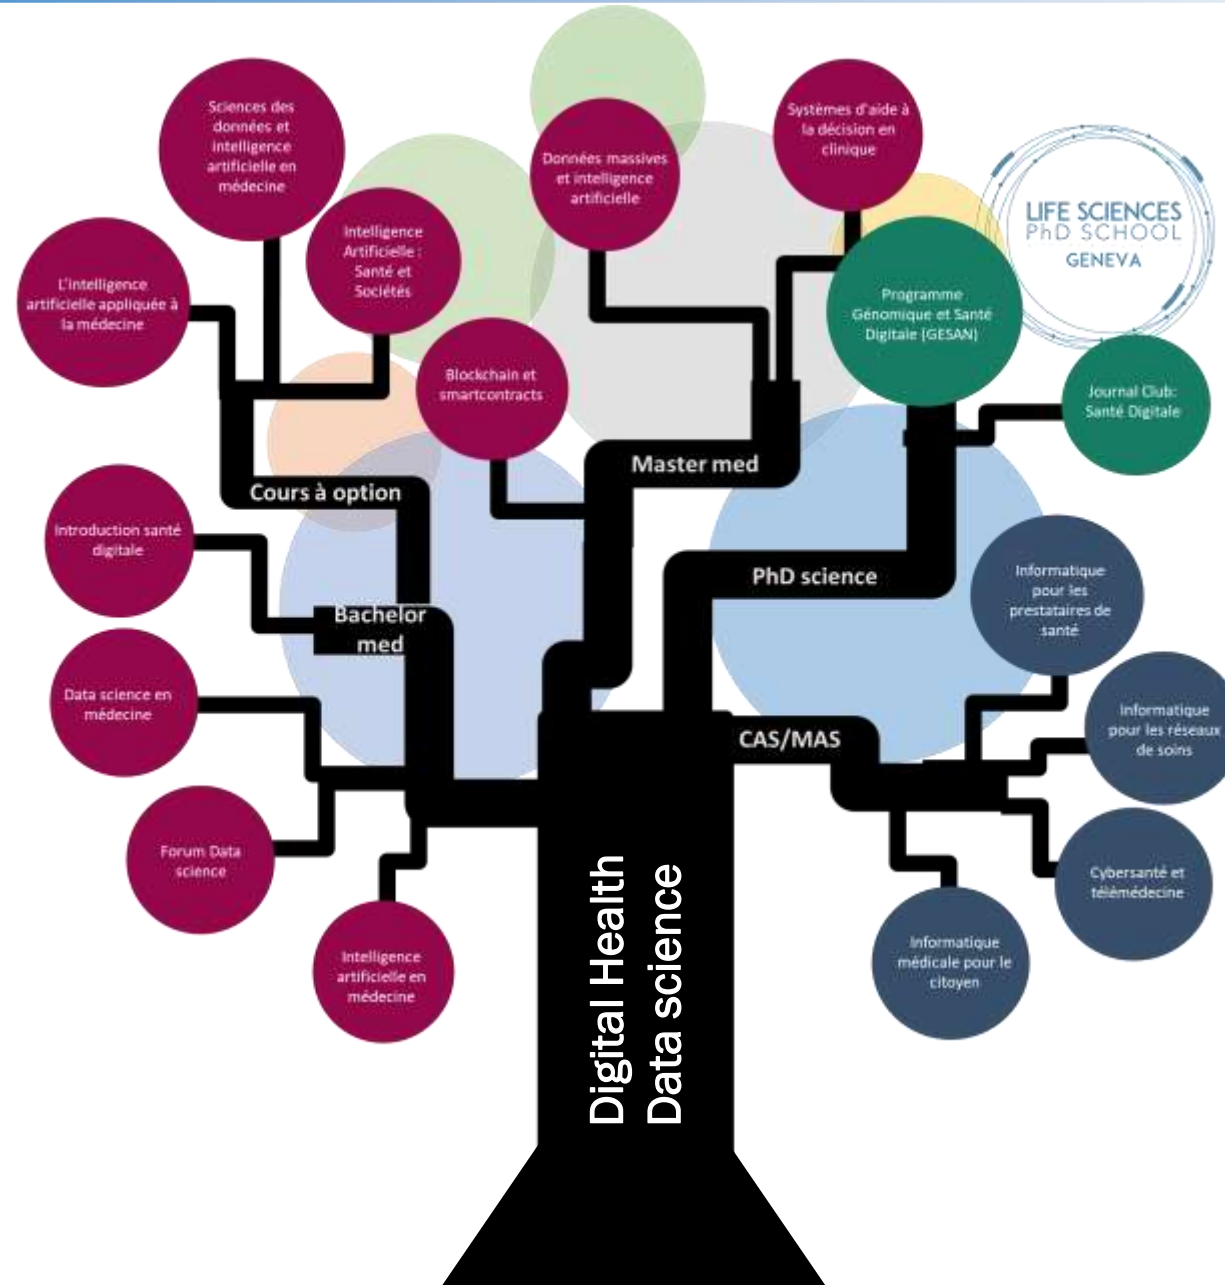 Sciences des
données et
intelligence
artificielle en
médecine
Systèmes d'aide à
la décision en
clinique
Données massives
et intelligence
artificielle
Intelligence
Artificielle :
Santé et
Sociétés
LIFE SCIENCES
PhD SCHOOL
GENEVA
L'intelligence
artificielle appliquée à
la médecine
Programme
Génomique et Santé
Digitale (GESAN)
Blockchain et
smartcontracts
Journal Club:
Santé Digitale
Master med
Cours à option
Introduction santé
digitale
PhD science
Informatique
pour les
prestataires de
santé
Bachelor
med
Data science en
médecine
Informatique
pour les réseaux
de soins
CAS/MAS
Forum Data
science
Cybersanté et
télémédecine
Intelligence
artificielle en
médecine
Informatique
médicale pour le
citoyen
Digital Health
Data science